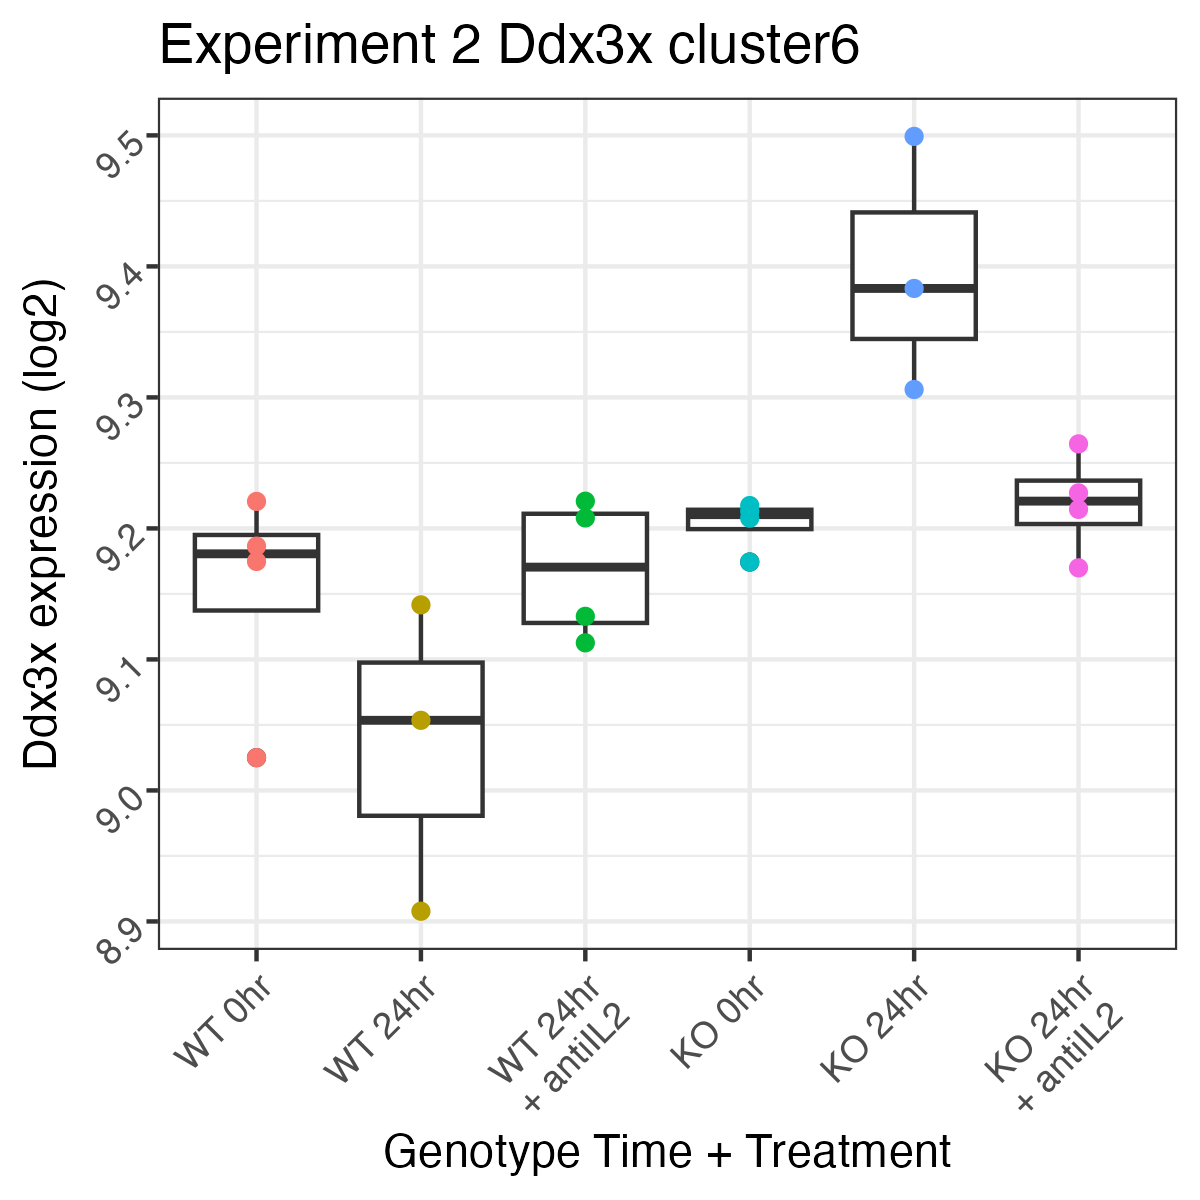 Experiment 2 Ddx3x cluster6
Ddx3x expression (log2)
9.5
9.4
9.3
9.2
9.1
9.0
8.9
WT 0hr
WT 24hr
WT 24hr
+ antiIL2
KO 0hr
KO 24hr
KO 24hr
+ antiIL2
Genotype Time + Treatment